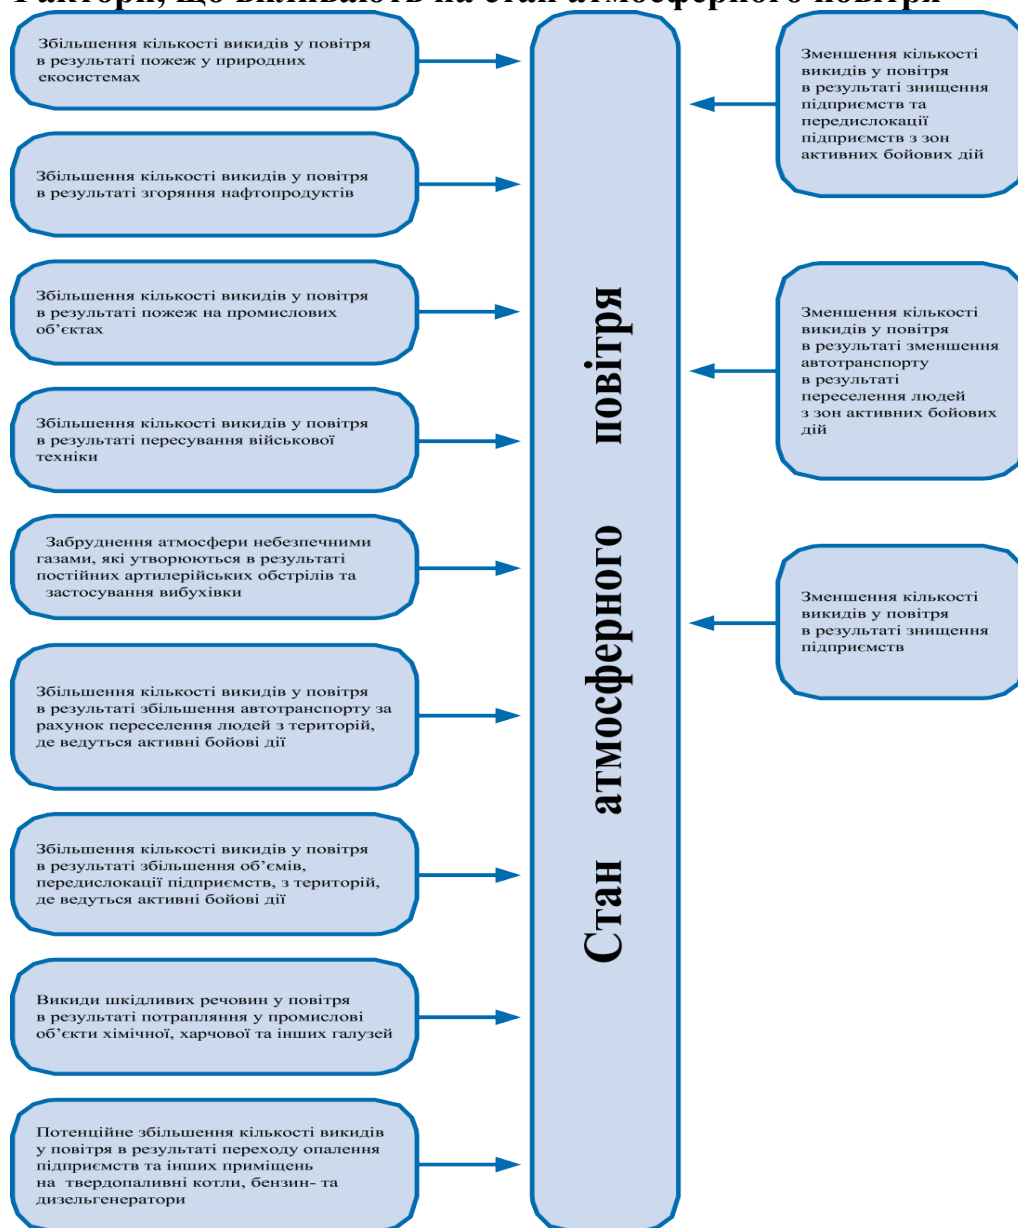 Фактори, що впливають на стан атмосферного повітря
Збільшення кількості викидів у повітря
в результаті пожеж у природних
екосистемах
Збільшення кількості викидів у повітря
в результаті згоряння нафтопродуктів
Збільшення кількості викидів у повітря
в результаті пожеж на промислових
об’єктах
Збільшення кількості викидів у повітря
в результаті пересування військової
техніки
Забруднення атмосфери небезпечними
газами, які утворюються в результаті
постійних артилерійських обстрілів та
застосування вибухівки
Збільшення кількості викидів у повітря
в результаті збільшення автотранспорту за
рахунок переселення людей з територій,
де ведуться активні бойові дії
Збільшення кількості викидів у повітря
в результаті збільшення об’ємів,
передислокації підприємств, з територій,
де ведуться активні бойові дії
Викиди шкідливих речовин у повітря
в результаті потрапляння у промислові
об’єкти хімічної, харчової та інших галузей
Потенційне збільшення кількості викидів
у повітря в результаті переходу опалення
підприємств та інших приміщень
на твердопаливні котли, бензин- та
дизельгенератори
Стан атмосферного повітря
Зменшення кількості
викидів у повітря
в результаті знищення
підприємств та
передислокації
підприємств з зон
активних бойових дій
Зменшення кількості
викидів у повітря
в результаті зменшення
автотранспорту
в результаті
переселення людей
з зон активних бойових
дій
Зменшення кількості
викидів у повітря
в результаті знищення
підприємств